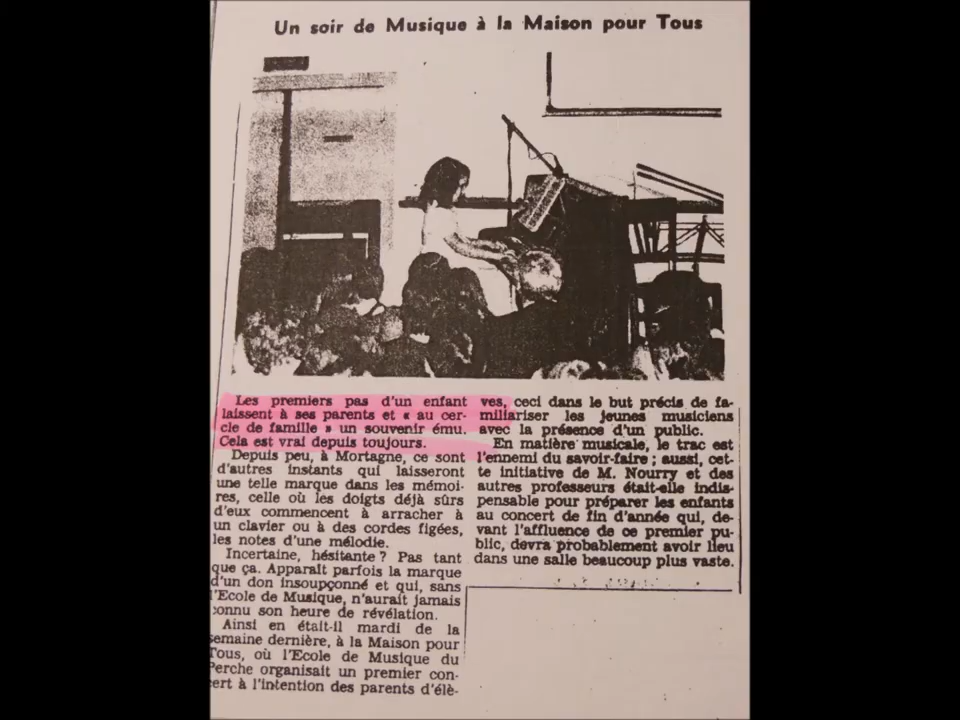 Un soir de Musique à la Maison pour Tous
Les premiers pas d'un enfant
laissent à ses parents et « au cer-
cle de famille » un souvenir ému.
Cela est vrai depuis toujours.
Depuis peu, à Mortagne, ce sont
d'autres instants qui laisseront
une telle marque dans les mémoi-
res, celle où les doigts déjà sûrs
d'eux commencent à arracher à
un clavier ou à des cordes figées,
les notes d'une mélodie.
Incertaine, hésitante ? Pas tant
que ça. Apparaît parfois la marque
d'un don insoupçonné et qui, sans
l'Ecole de Musique, n'aurait jamais
connu son heure de révélation.
Ainsi en était-il mardi de la
semaine dernière, à la Maison pour
Tous, où l'Ecole de Musique du
Perche organisait un premier con-
cert à l'intention des parents d'élè-
ves, ceci dans le but précis de fa-
miliariser les jeunes musiciens
avec la présence d'un public.
En matière musicale, le trac est
l'ennemi du savoir-faire ; aussi, cet-
te initiative de M. Nourry et des
autres professeurs était-elle indis-
pensable pour préparer les enfants
au concert de fin d'année qui, de-
vant l'affluence de ce premier pu-
blic, devra probablement avoir lieu
dans une salle beaucoup plus vaste.